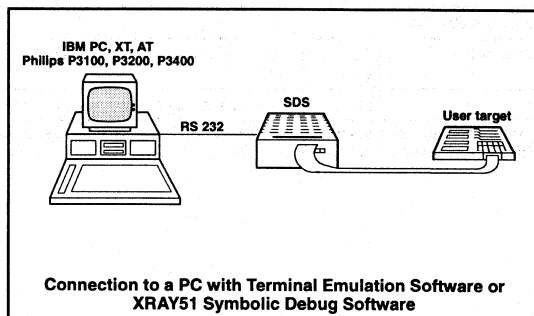 IBM PC, XT, AT
Philips P3100, P3200, P3400
RS 232
SDS
User target
Connection to a PC with Terminal Emulation Software or
XRAY51 Symbolic Debug Software